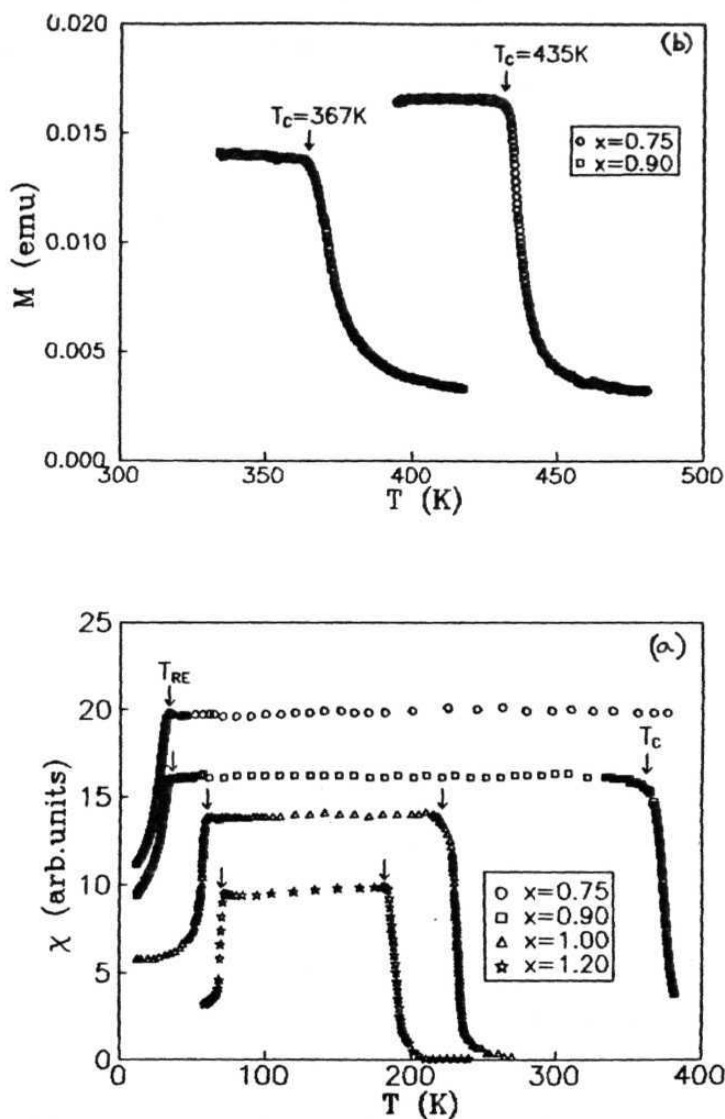 0.020
(b)
T_C=435K
T_C=367K
0.015
○ x=0.75
□ x=0.90
0.010
M (emu)
0.005
0.000
300 350 400 450 500
T (K)
25
(a)
T_RE
20
T_C
15
χ (arb.units)
10
○ x=0.75
□ x=0.90
△ x=1.00
☆ x=1.20
5
0
0 100 200 300 400
T (K)